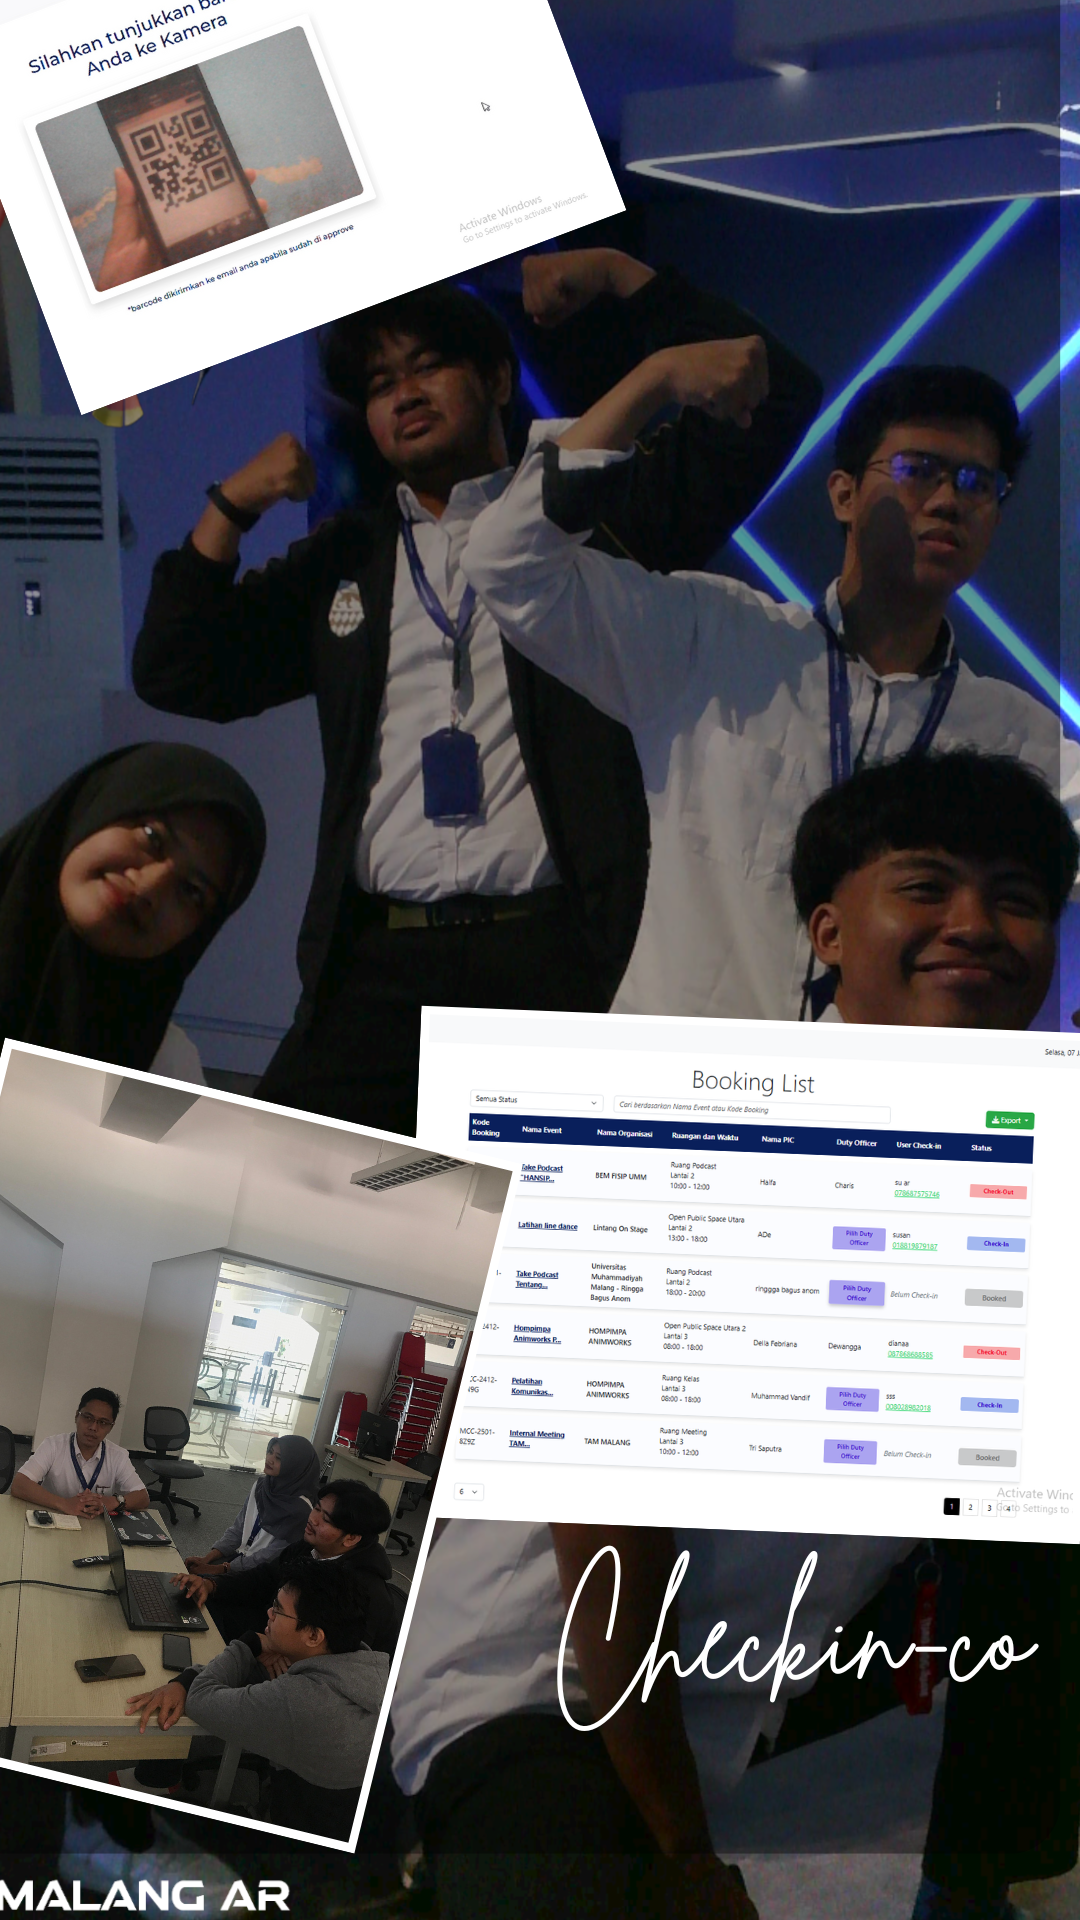 Silahkan tunjukkan
Anda ke Kamera
Activate Windows
Go to Settings to activate Windows.
*barcode dikirimkan ke email anda apabila sudah di approve
Selasa, 07
Booking List
Semua Status
Cari berdasarkan Nama Event atau Kode Booking
Export
Kode Booking Nama Event Nama Organisasi Ruangan dan Waktu Nama PIC Duty Officer User Check-in Status
Take Podcast "HANSIP... BEM FISIP UMM Ruang Podcast Lantai 2 10:00 - 12:00 Haifa Charis su ar 078687575746 Check-Out
Latihan line dance Lintang On Stage Open Public Space Utara Lantai 2 13:00 - 18:00 ADe Pilih Duty Officer susan 018819879187 Check-In
Take Podcast Tentang... Universitas Muhammadiyah Malang - Ringga Bagus Anom Ruang Podcast Lantai 2 18:00 - 20:00 ringgga bagus anom Pilih Duty Officer Belum Check-in Booked
2412- Hompimpa Animworks P... HOMPIMPA ANIMWORKS Open Public Space Utara 2 Lantai 3 08:00 - 18:00 Delia Febriana Dewangga dianaa Check-Out
C-2412- Pelatihan Komunikas... HOMPIMPA ANIMWORKS Ruang Kelas Lantai 3 08:00 - 18:00 Muhammad Vandif Pilih Duty Officer sss Check-In
MCC-2501-8Z9Z Internal Meeting TAM... TAM MALANG Ruang Meeting Lantai 3 10:00 - 12:00 Tri Saputra Pilih Duty Officer Belum Check-in Booked
6
1 2 3 4
Activate Wind
Go to Settings to
Checkin-co
MALANG AR